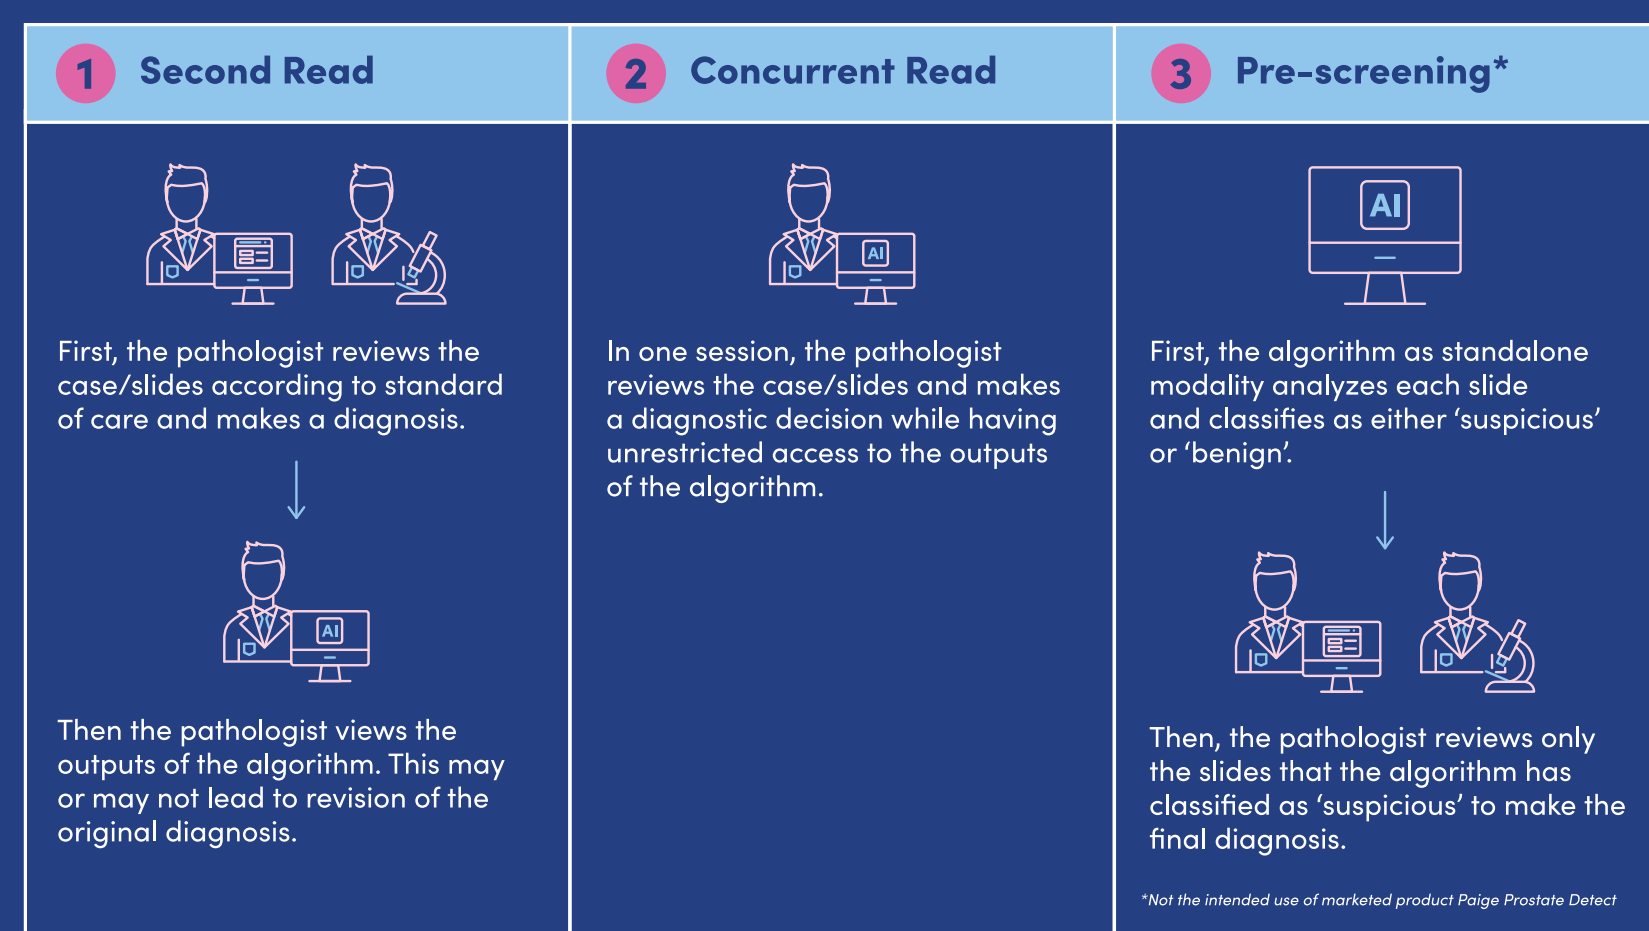 1 Second Read
First, the pathologist reviews the
case/slides according to standard
of care and makes a diagnosis.
AI
Then the pathologist views the
outputs of the algorithm. This may
or may not lead to revision of the
original diagnosis.
2 Concurrent Read
AI
In one session, the pathologist
reviews the case/slides and makes
a diagnostic decision while having
unrestricted access to the outputs
of the algorithm.
3 Pre-screening*
AI
First, the algorithm as standalone
modality analyzes each slide
and classifies as either ‘suspicious’
or ‘benign’.
Then, the pathologist reviews only
the slides that the algorithm has
classified as ‘suspicious’ to make the
final diagnosis.
*Not the intended use of marketed product Paige Prostate Detect